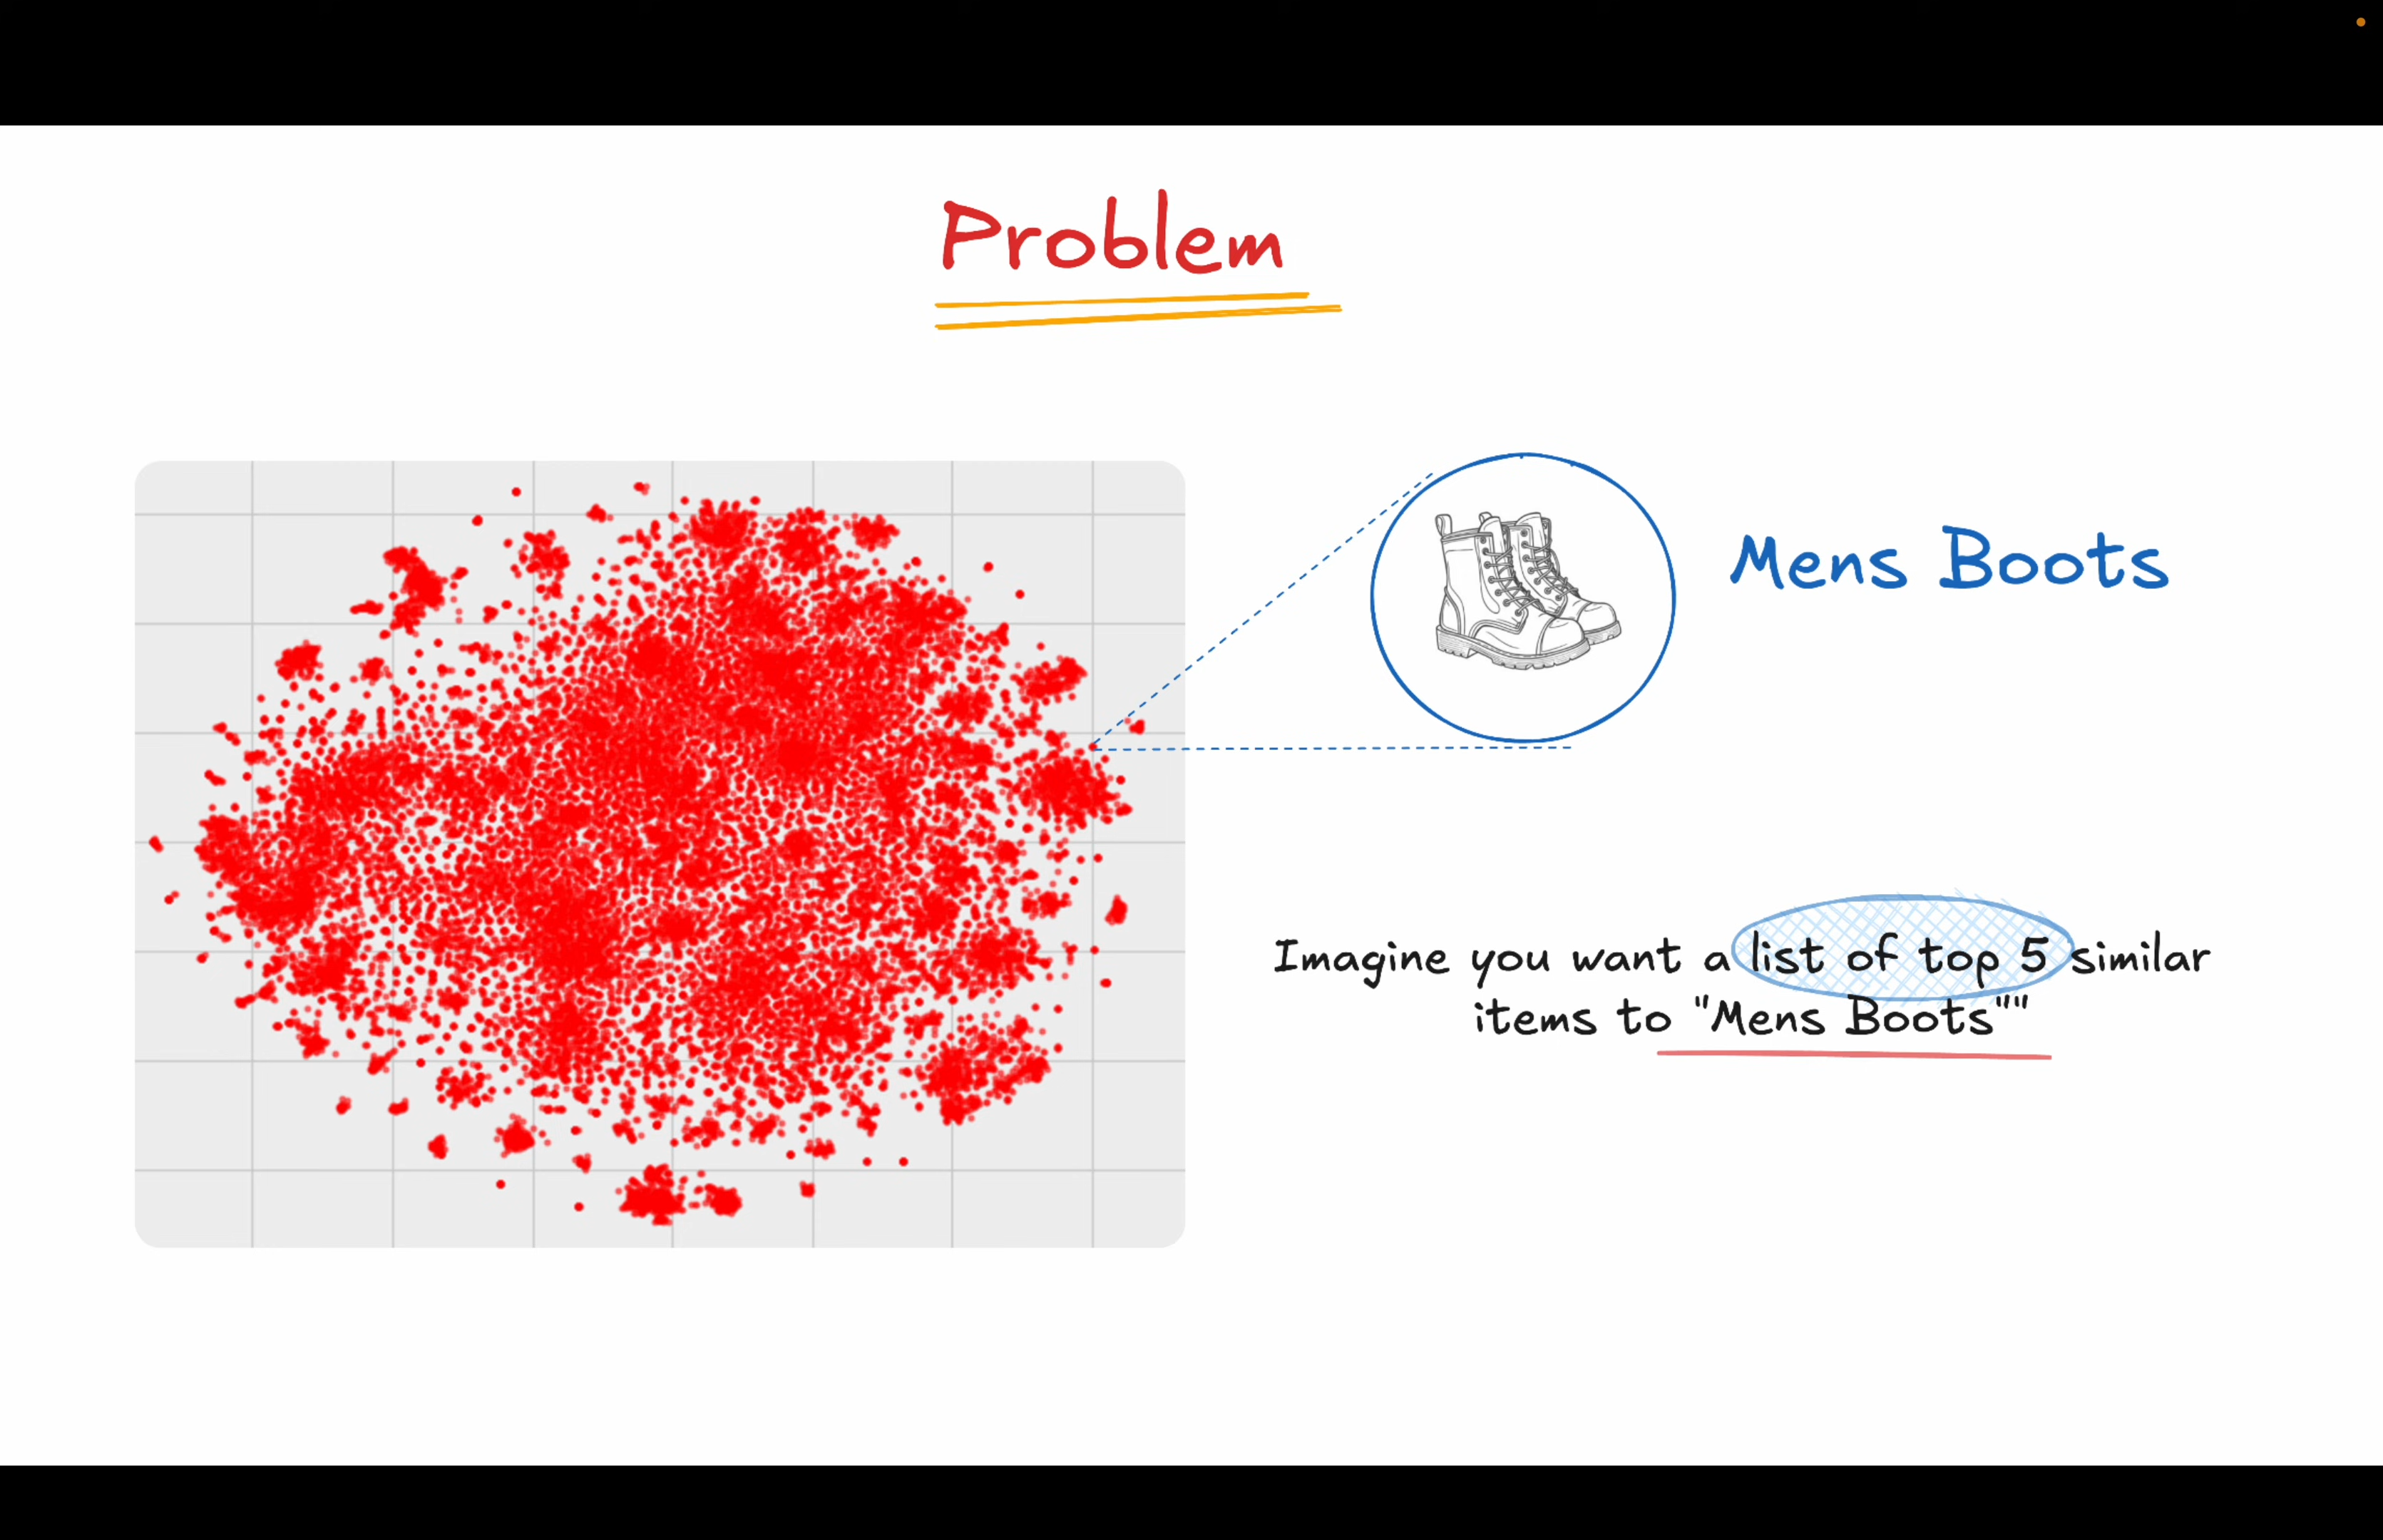 Problem
Mens Boots
Imagine you want a list of top 5 similar
items to "Mens Boots""